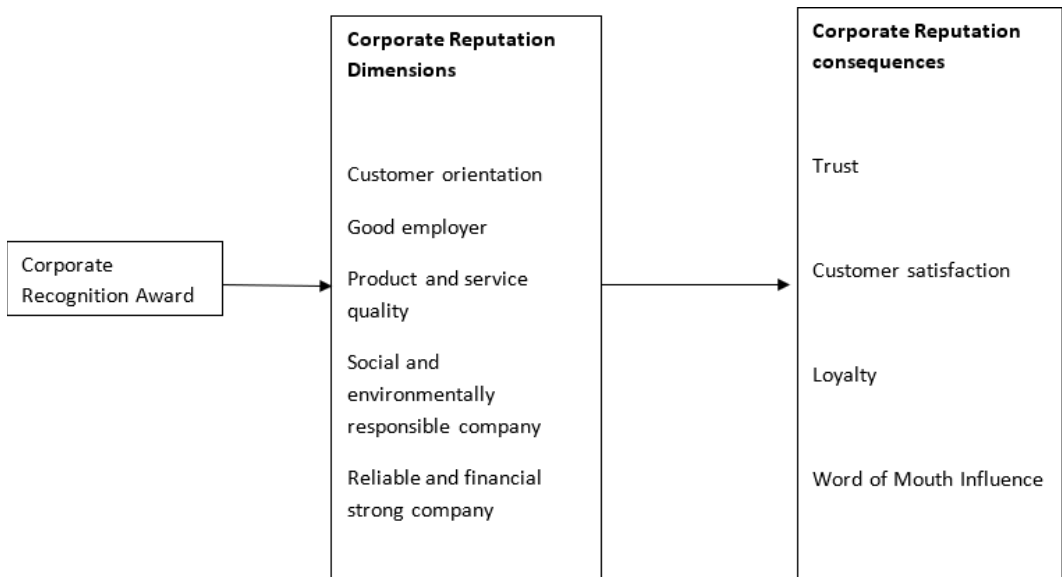 Corporate
Recognition Award
Corporate Reputation
Dimensions
Customer orientation
Good employer
Product and service
quality
Social and
environmentally
responsible company
Reliable and financial
strong company
Corporate Reputation
consequences
Trust
Customer satisfaction
Loyalty
Word of Mouth Influence